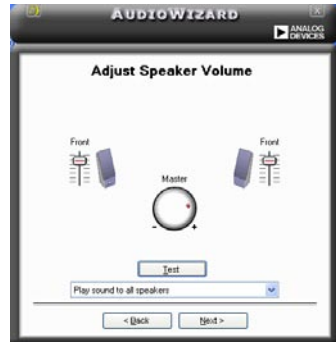 AUDIOWIZARD
X
ANALOG
DEVICES
Adjust Speaker Volume
Front
Front
Master
- +
Test
Play sound to all speakers
< Back Next >